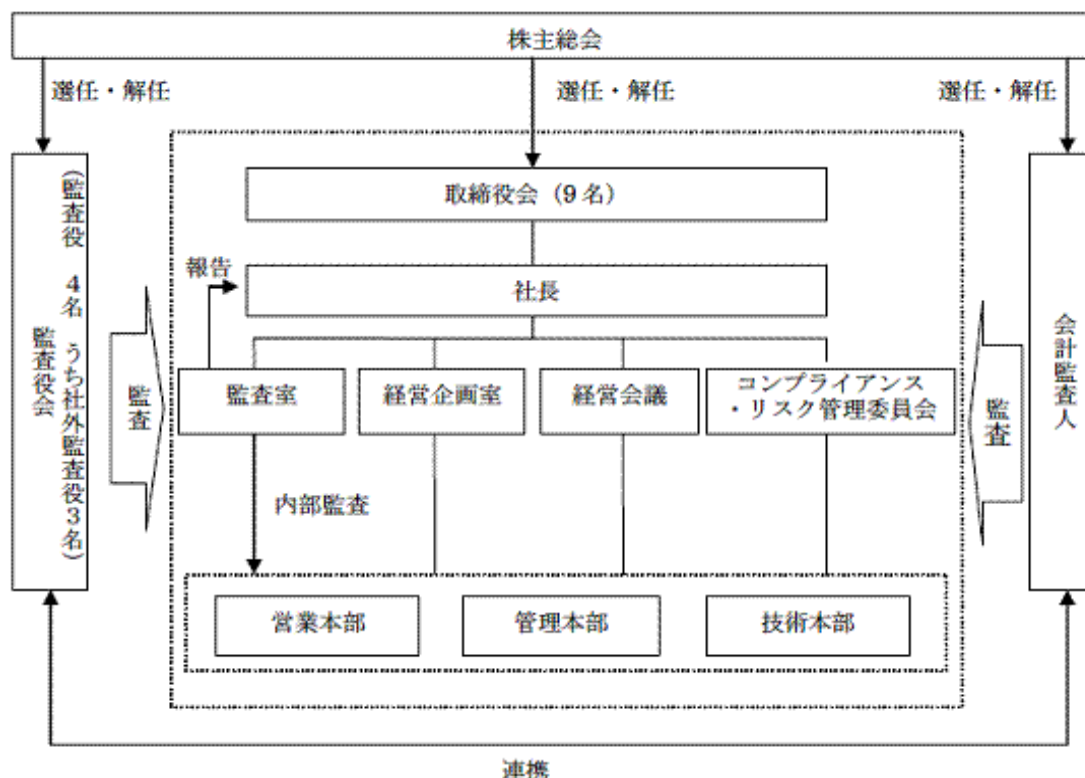 株主総会
選任・解任
選任・解任
選任・解任
取締役会（9名）
報告
社長
監査役会
(監査役　4名　うち社外監査役3名)
監査
監査室
経営企画室
経営会議
コンプライアンス
・リスク管理委員会
監査
会計監査人
内部監査
営業本部
管理本部
技術本部
連携